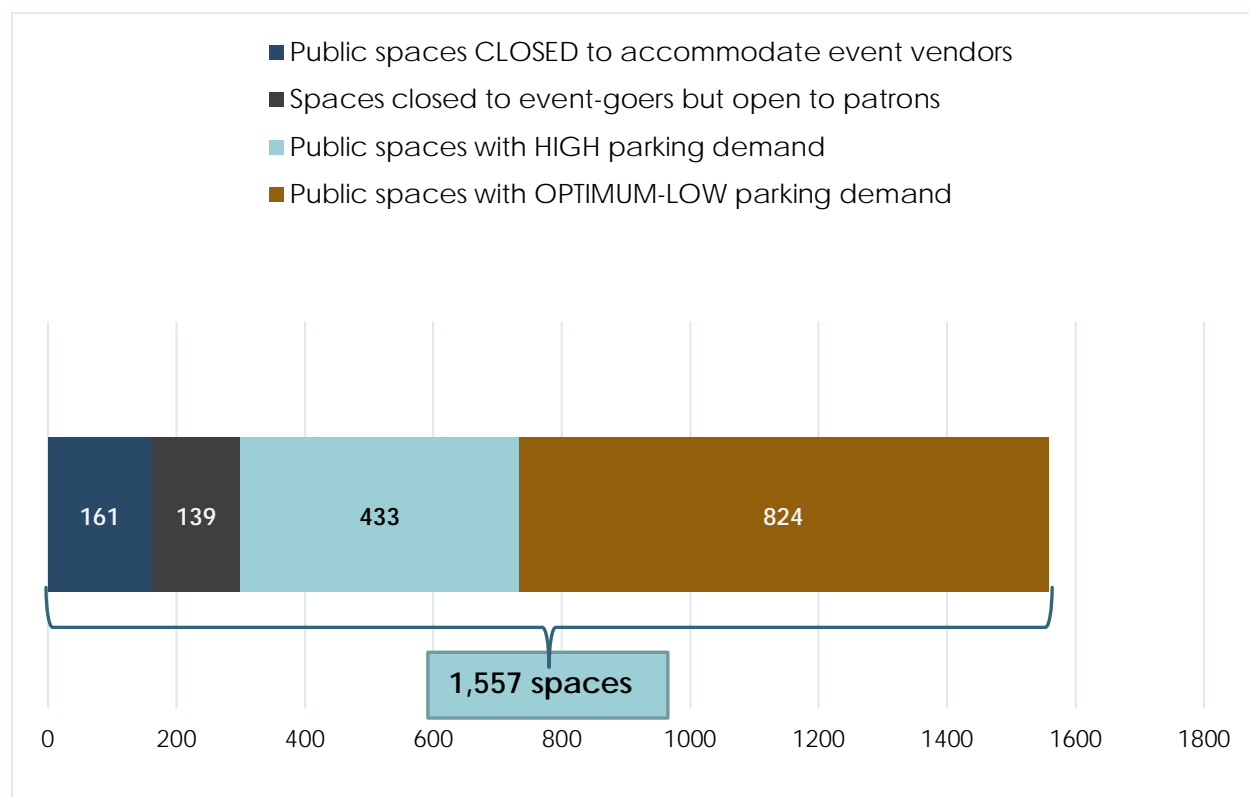 Public spaces CLOSED to accommodate event vendors
Spaces closed to event-goers but open to patrons
Public spaces with HIGH parking demand
Public spaces with OPTIMUM-LOW parking demand
161 139 433 824
1,557 spaces
0 200 400 600 800 1000 1200 1400 1600 1800